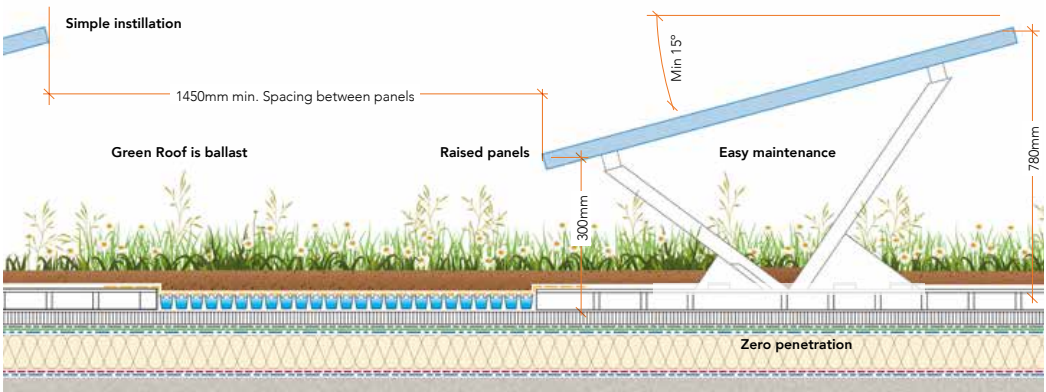 Simple instillation
Min 15°
1450mm min. Spacing between panels
Green Roof is ballast
Raised panels
Easy maintenance
780mm
300mm
Zero penetration